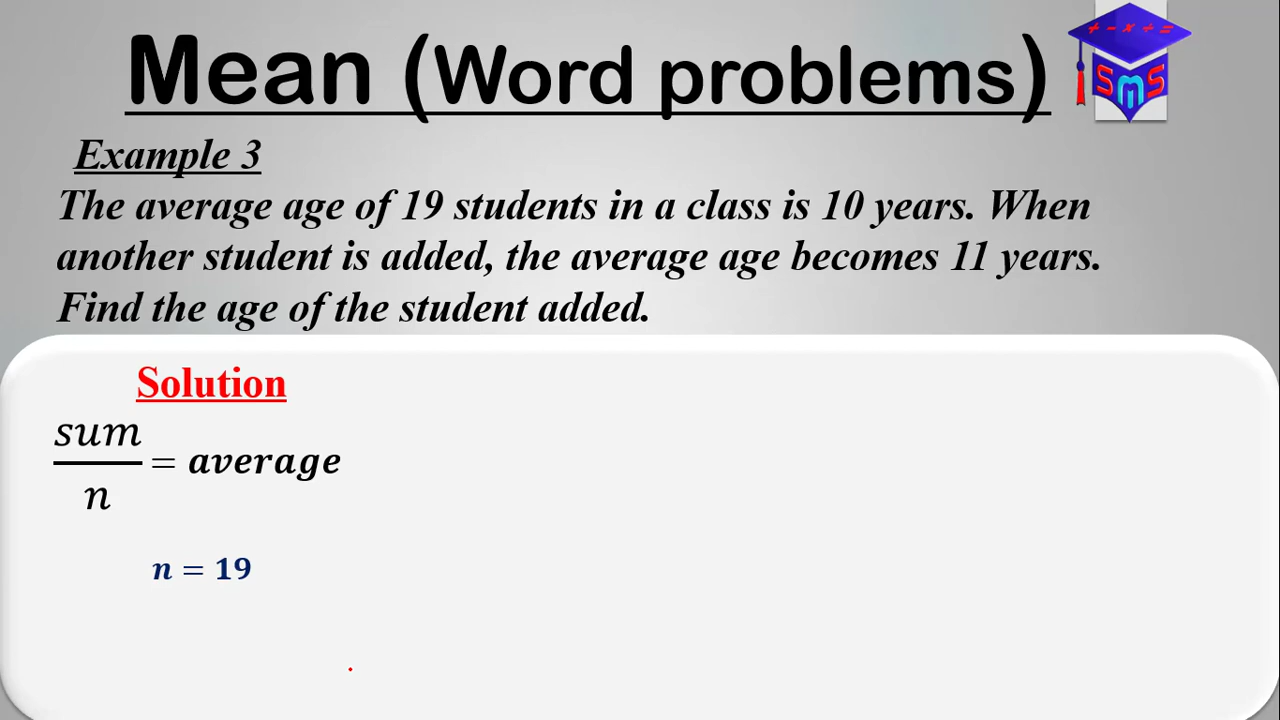 Mean (Word problems)
+ - × ÷ =
SMS
Example 3
The average age of 19 students in a class is 10 years. When
another student is added, the average age becomes 11 years.
Find the age of the student added.
Solution
sum
n
= average
n = 19